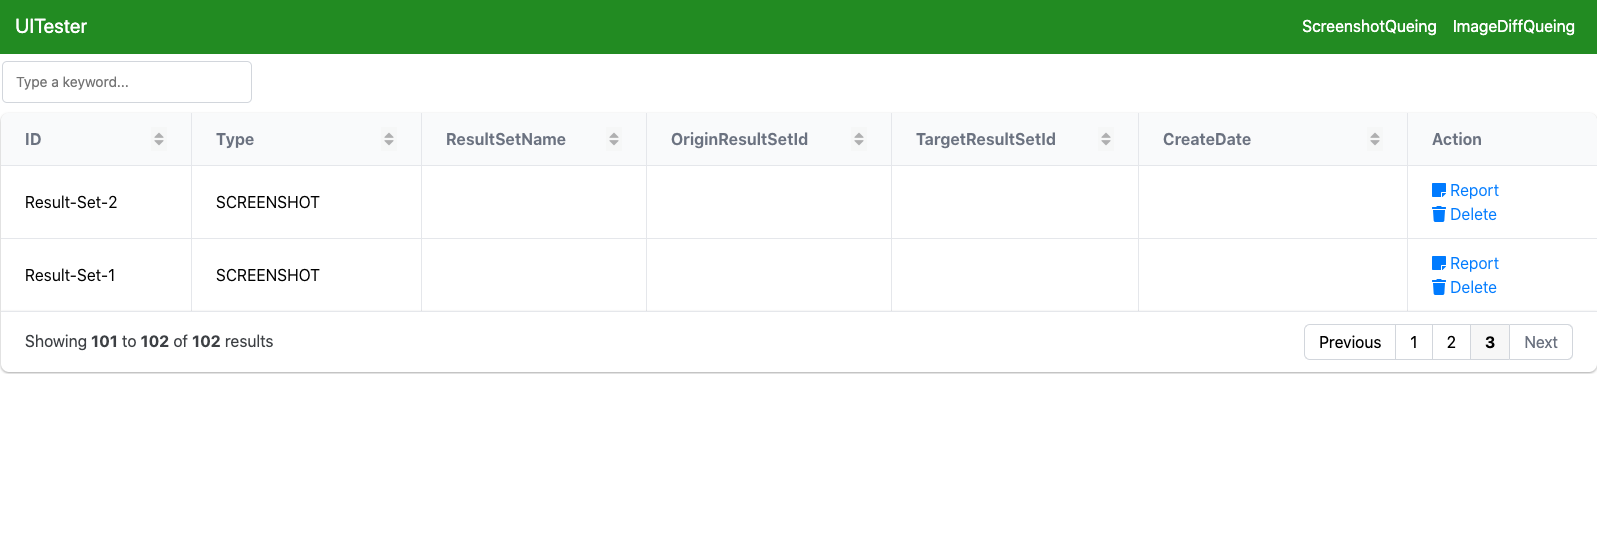 UITester ScreenshotQueing ImageDiffQueing
Type a keyword...
ID Type ResultSetName OriginResultSetId TargetResultSetId CreateDate Action
Result-Set-2 SCREENSHOT Report
Delete
Result-Set-1 SCREENSHOT Report
Delete
Showing 101 to 102 of 102 results Previous 1 2 3 Next